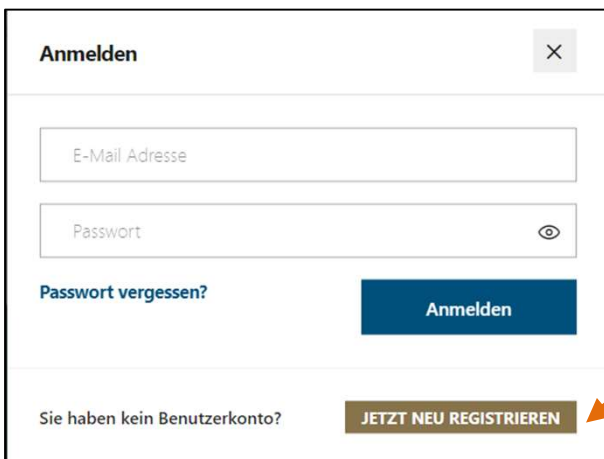 Anmelden
E-Mail Adresse
Passwort
Passwort vergessen?
Anmelden
Sie haben kein Benutzerkonto?
JETZT NEU REGISTRIEREN